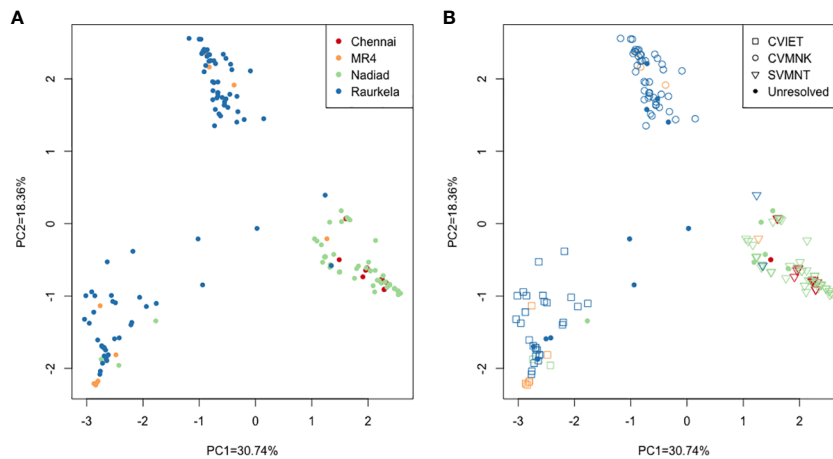 A
B
Chennai
MR4
Nadiad
Raurkela
CVIET
CVMNK
SVMNT
Unresolved
PC2=18.36%
2
1
0
-1
-2
-3
-2
-1
0
1
2
PC1=30.74%
PC2=18.36%
2
1
0
-1
-2
-3
-2
-1
0
1
2
PC1=30.74%